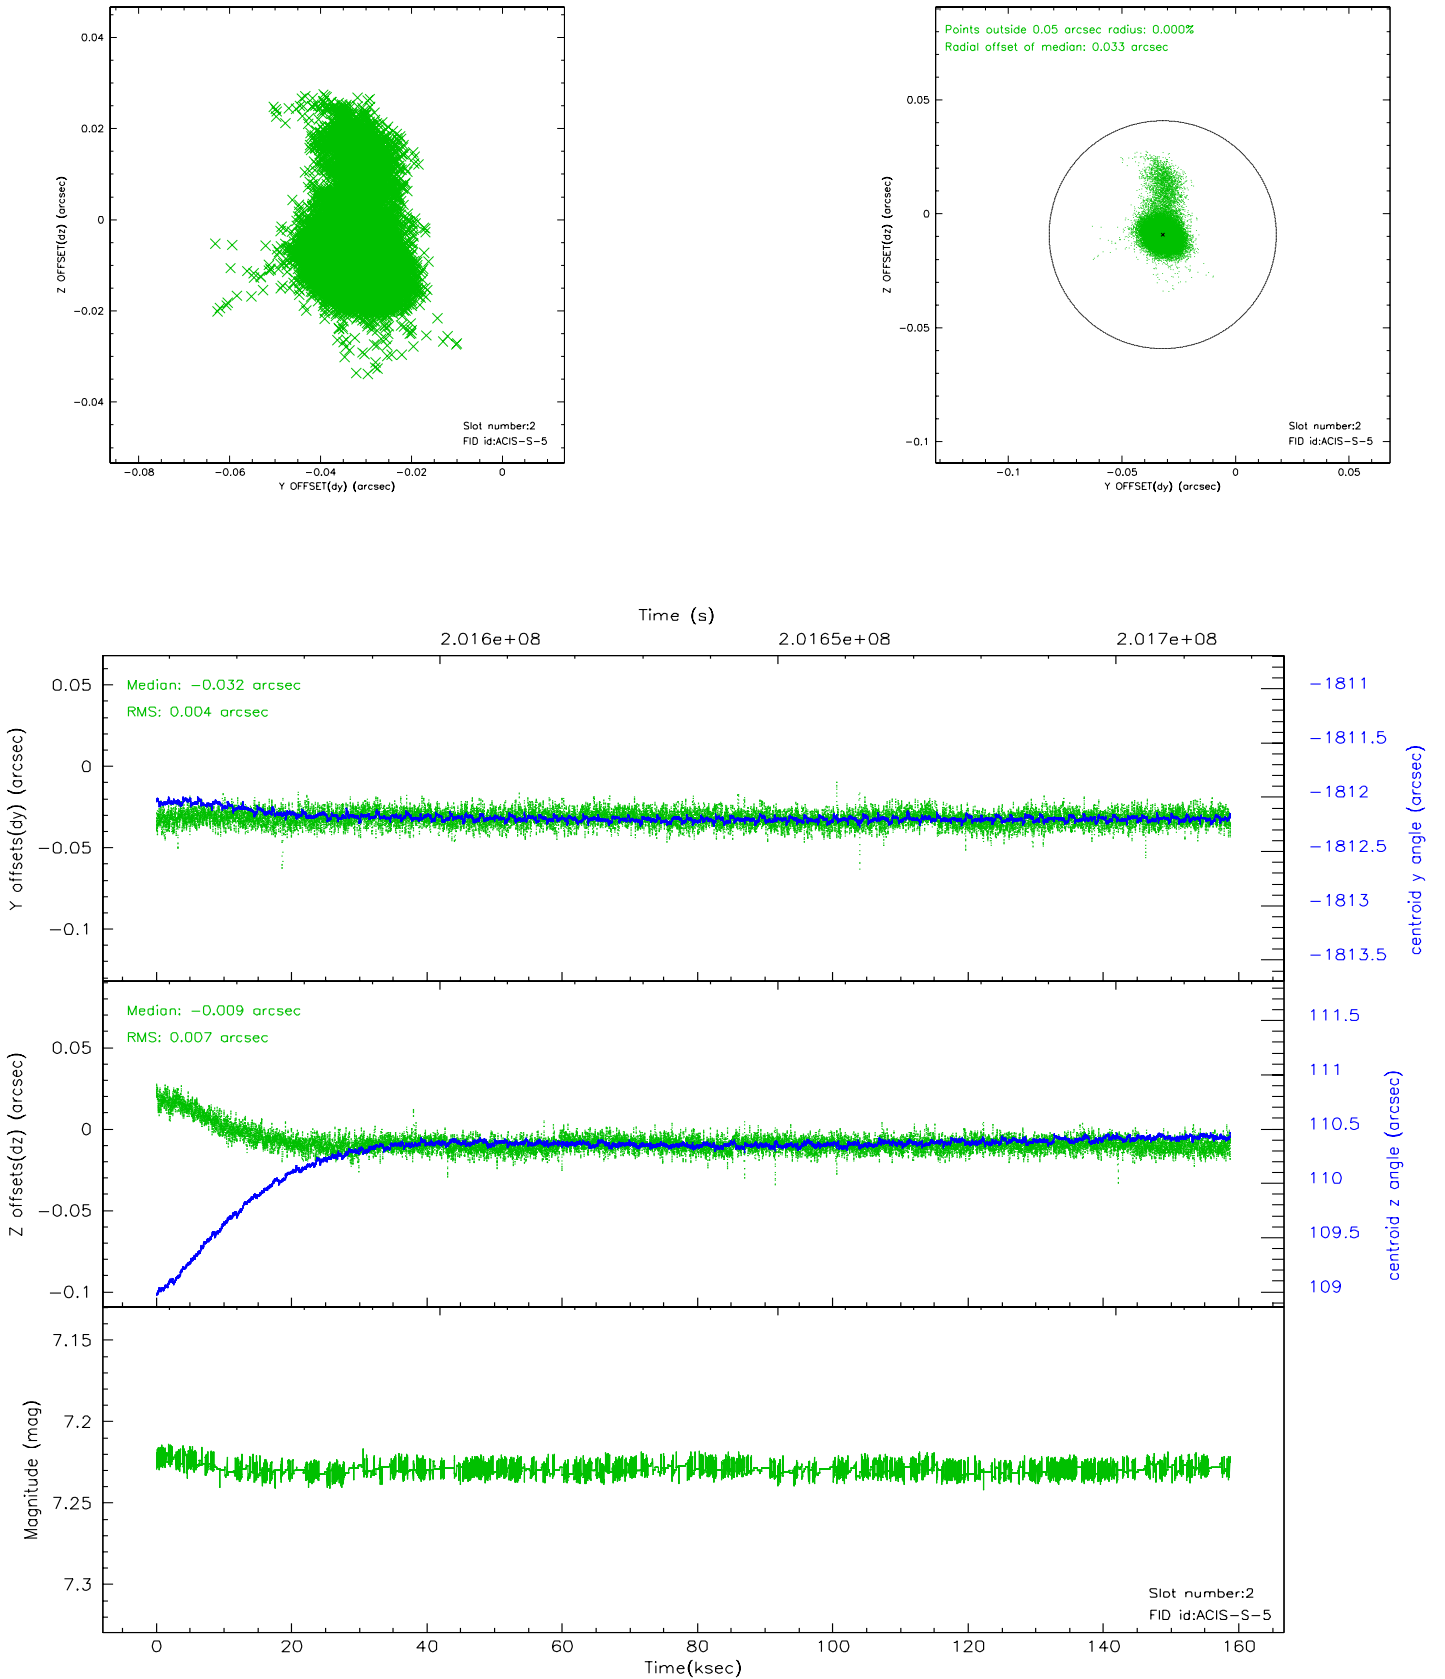 0.04
0.02
0
−0.02
−0.04
Z OFFSET(dz) (arcsec)
Slot number:2
FID id:ACIS−S−5
−0.08 −0.06 −0.04 −0.02 0
Y OFFSET(dy) (arcsec)
Points outside 0.05 arcsec radius: 0.000%
Radial offset of median: 0.033 arcsec
0.05
0
−0.05
−0.1
Z OFFSET(dz) (arcsec)
Slot number:2
FID id:ACIS−S−5
−0.1 −0.05 0 0.05
Y OFFSET(dy) (arcsec)
Time (s)
2.016e+08 2.0165e+08 2.017e+08
Median: −0.032 arcsec
RMS: 0.004 arcsec
0.05
0
−0.05
−0.1
Y offsets(dy) (arcsec)
−1811
−1811.5
−1812
−1812.5
−1813
−1813.5
centroid y angle (arcsec)
Median: −0.009 arcsec
RMS: 0.007 arcsec
0.05
0
−0.05
−0.1
Z offsets(dz) (arcsec)
111.5
111
110.5
110
109.5
109
centroid z angle (arcsec)
7.15
7.2
7.25
7.3
Magnitude (mag)
Slot number:2
FID id:ACIS−S−5
0 20 40 60 80 100 120 140 160
Time(ksec)